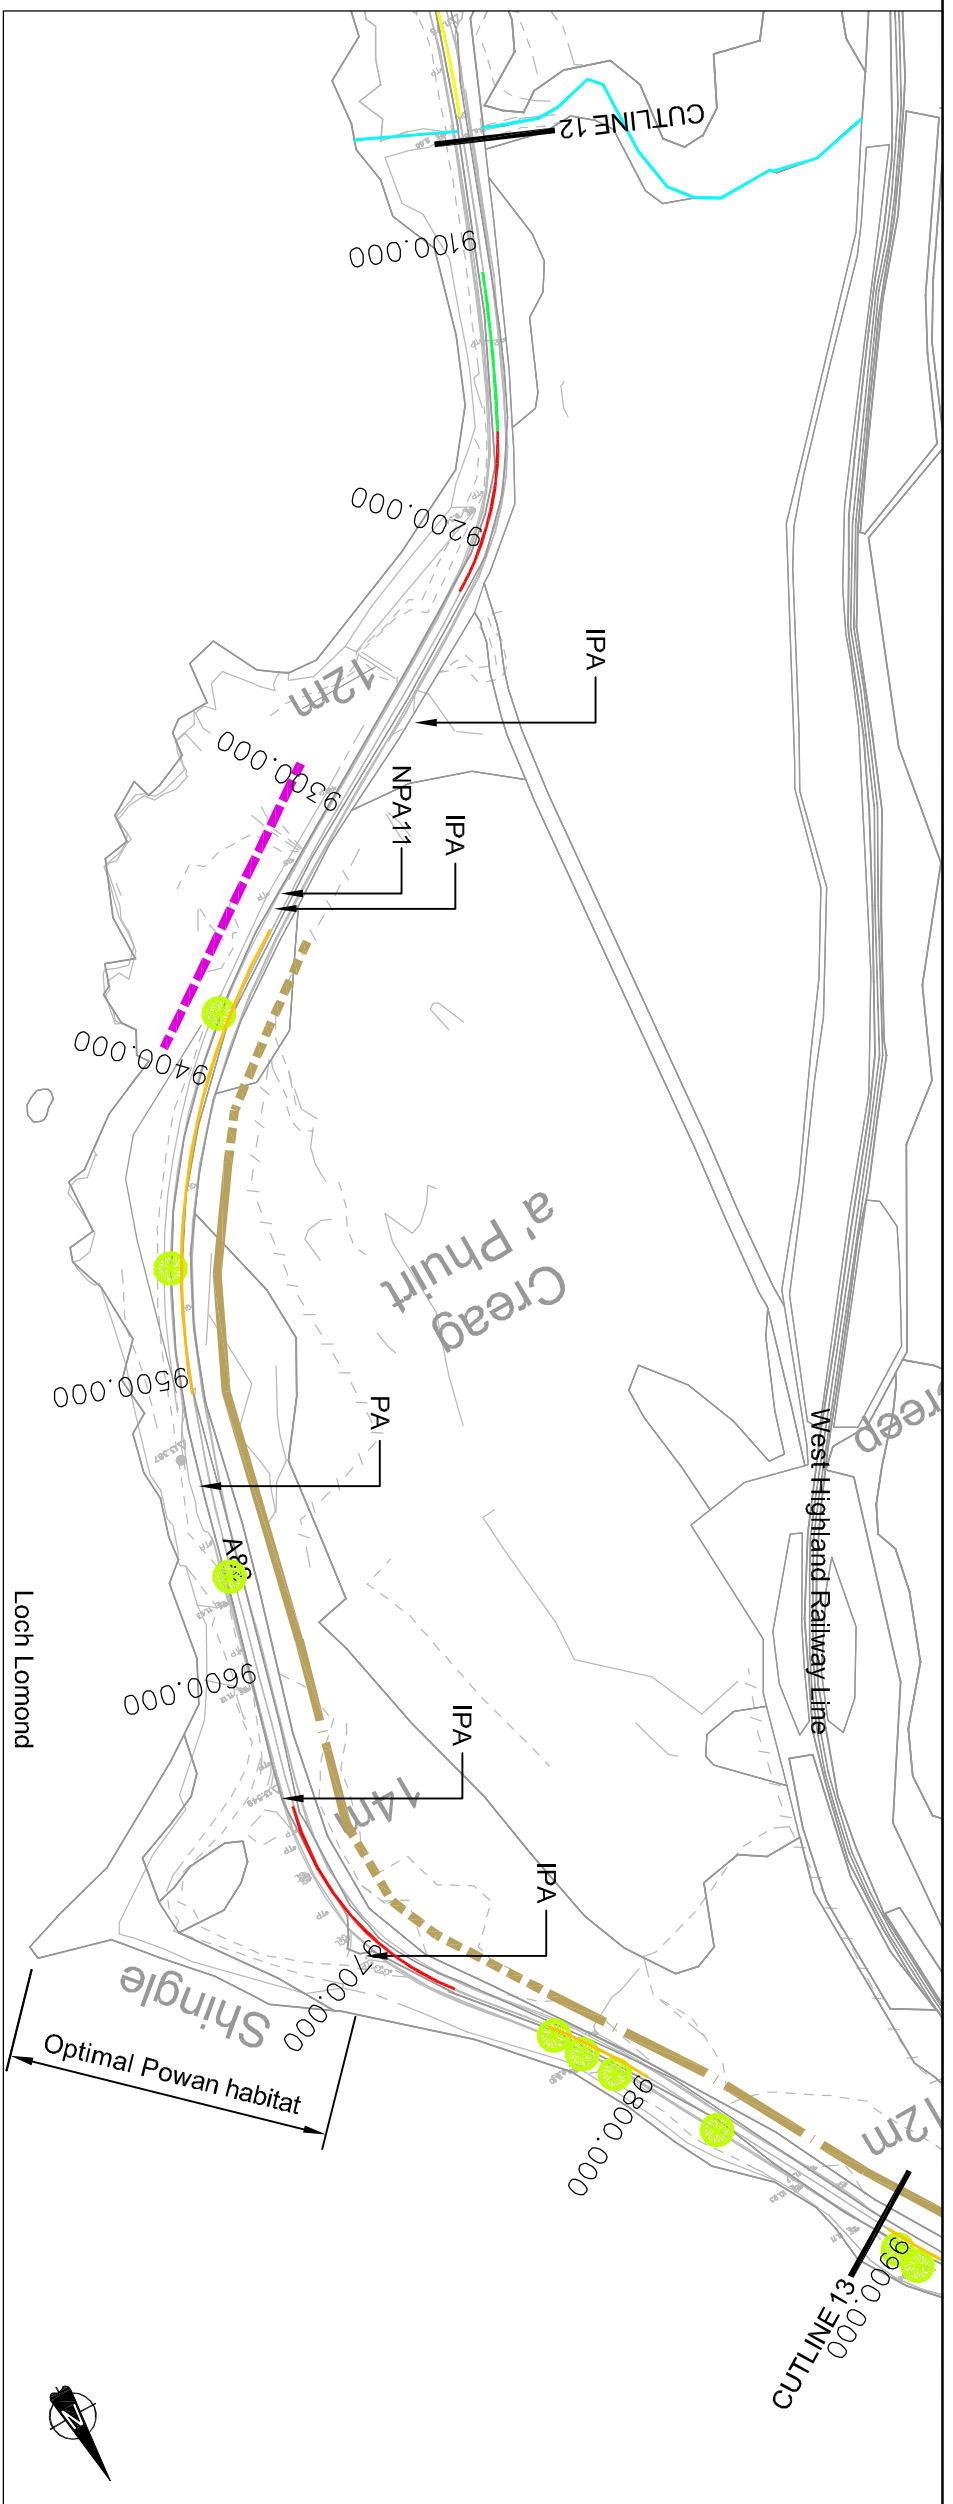 CUTLINE 12
9100.000
9200.000
IPA
12m
9300.000
NPA11
IPA
9400.000
Creag
a' Phuirt
9500.000
PA
West Highland Railway Line
A82
Loch Lomond
9600.000
IPA
14m
IPA
9700.000
Shingle
Optimal Powan habitat
9800.000
12m
9900.000
CUTLINE 13
N